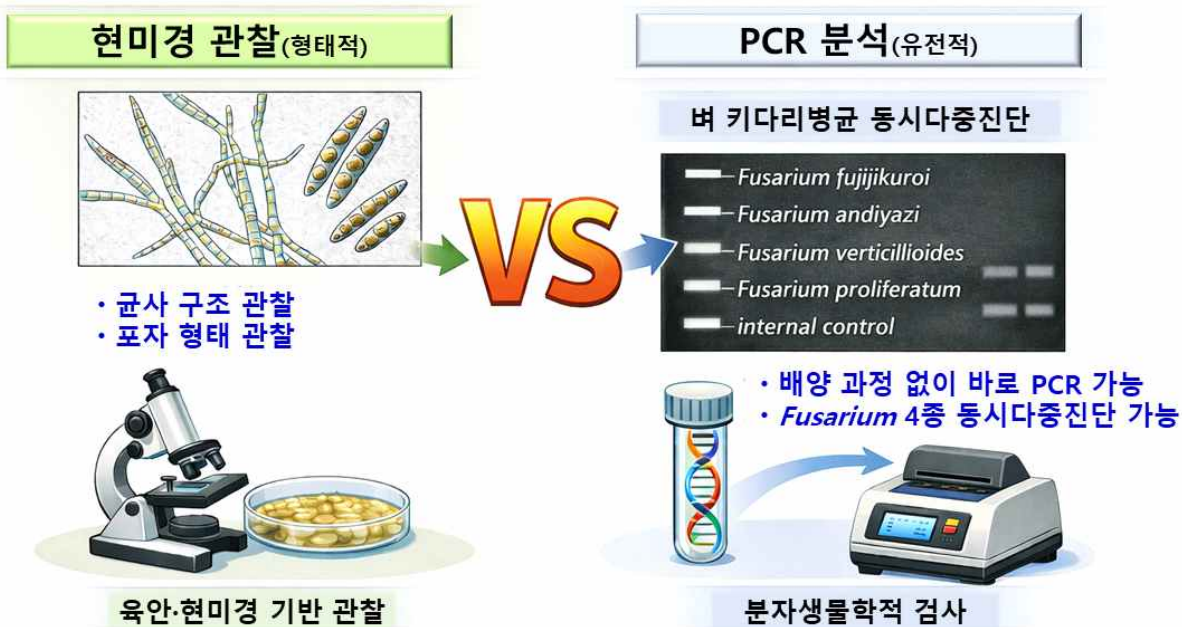 현미경 관찰(형태적)
· 균사 구조 관찰
· 포자 형태 관찰
육안·현미경 기반 관찰
VS
PCR 분석(유전적)
벼 키다리병균 동시다중진단
Fusarium fujijikuroi
Fusarium andiyazi
Fusarium verticillioides
Fusarium proliferatum
internal control
· 배양 과정 없이 바로 PCR 가능
· Fusarium 4종 동시다중진단 가능
분자생물학적 검사